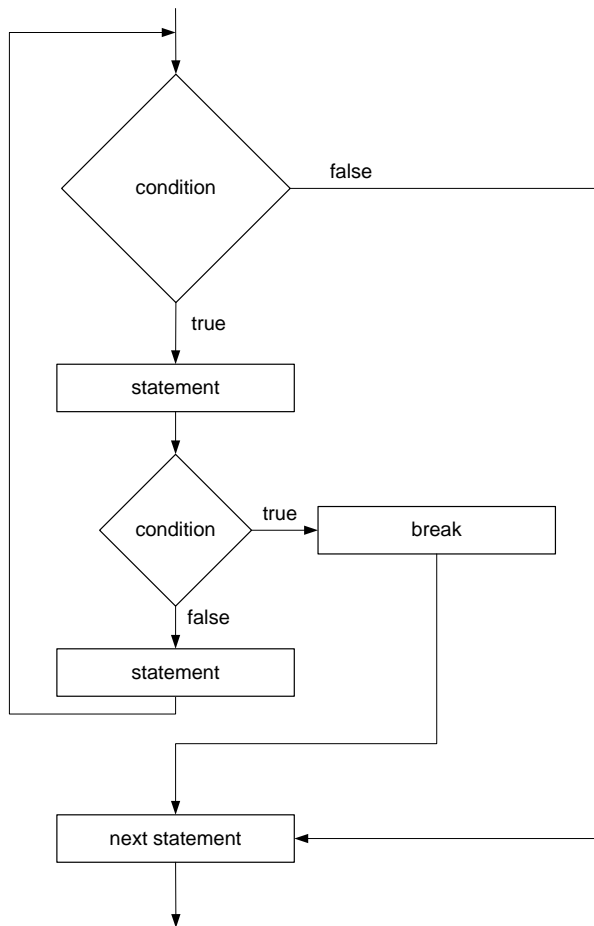 condition
false
true
statement
condition
true
break
false
statement
next statement